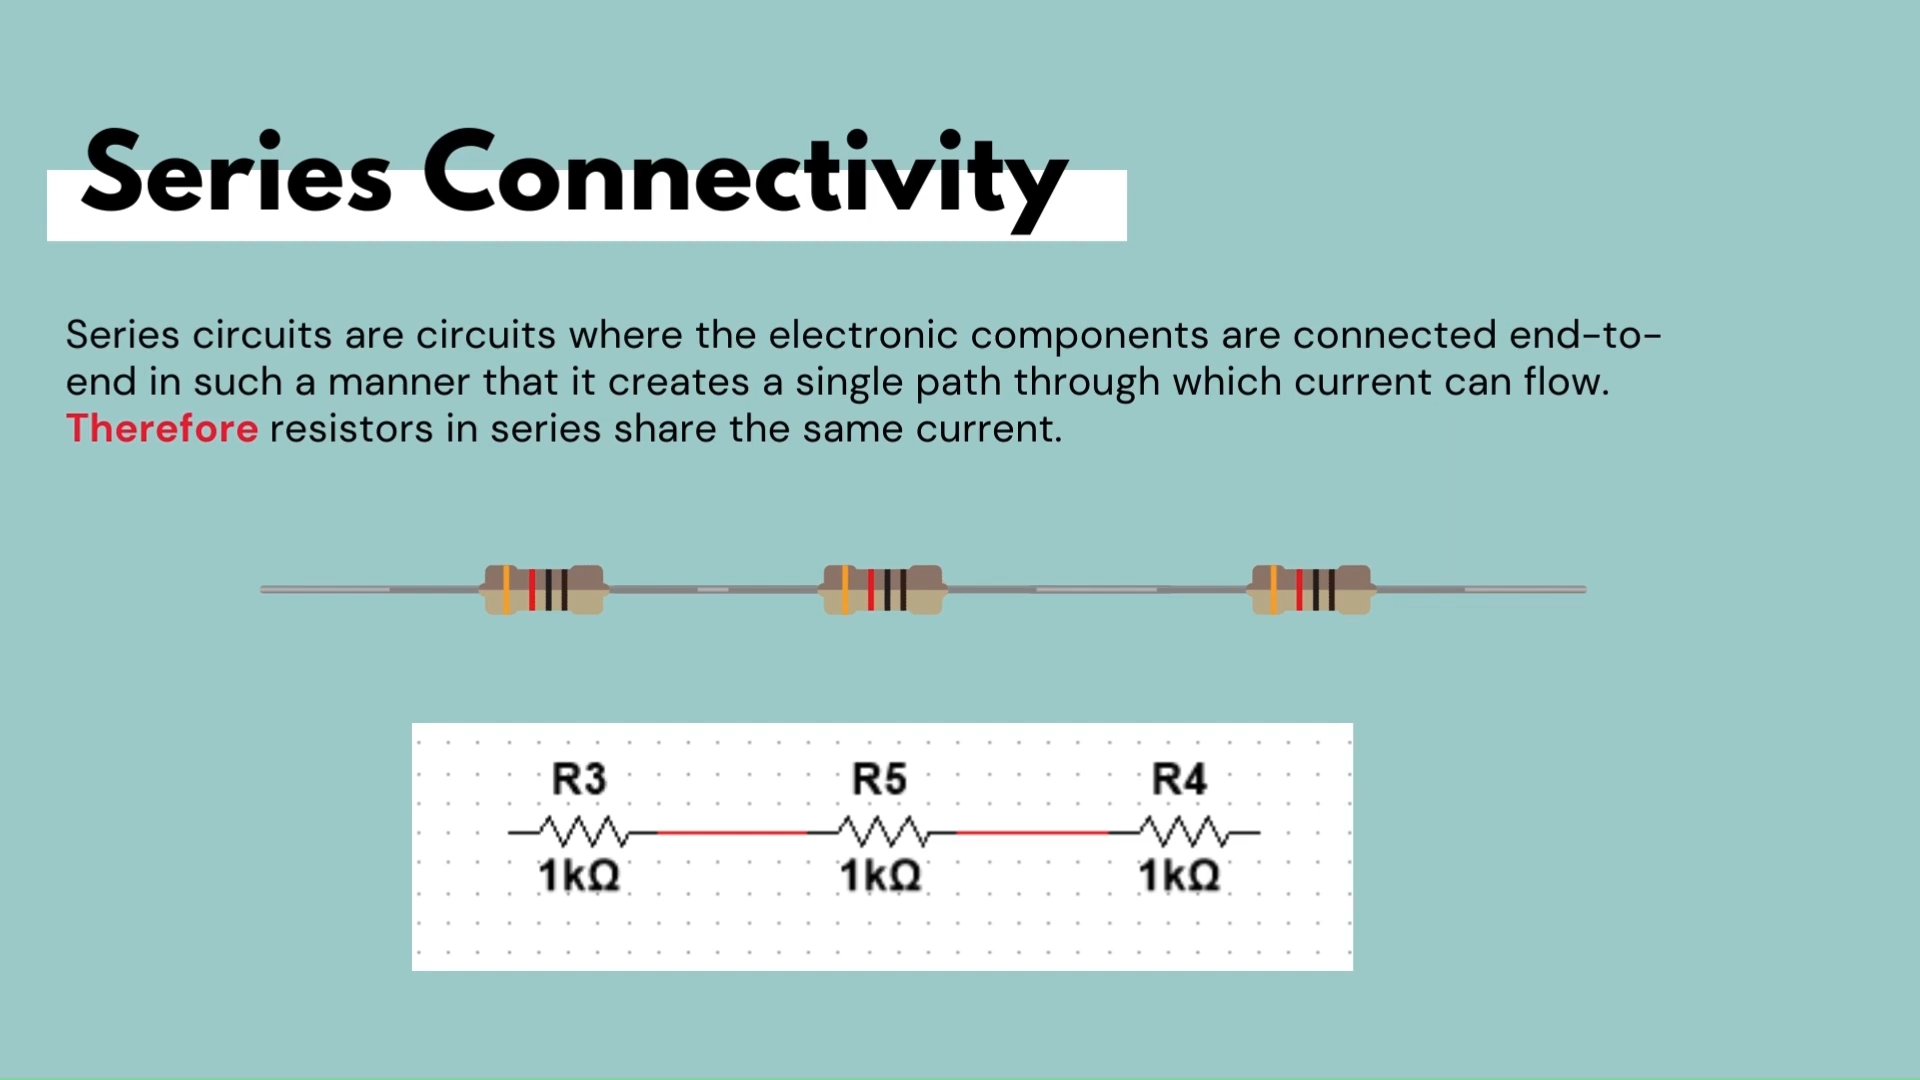 Series Connectivity
Series circuits are circuits where the electronic components are connected end-to-
end in such a manner that it creates a single path through which current can flow.
Therefore resistors in series share the same current.
R3 R5 R4
1kΩ 1kΩ 1kΩ